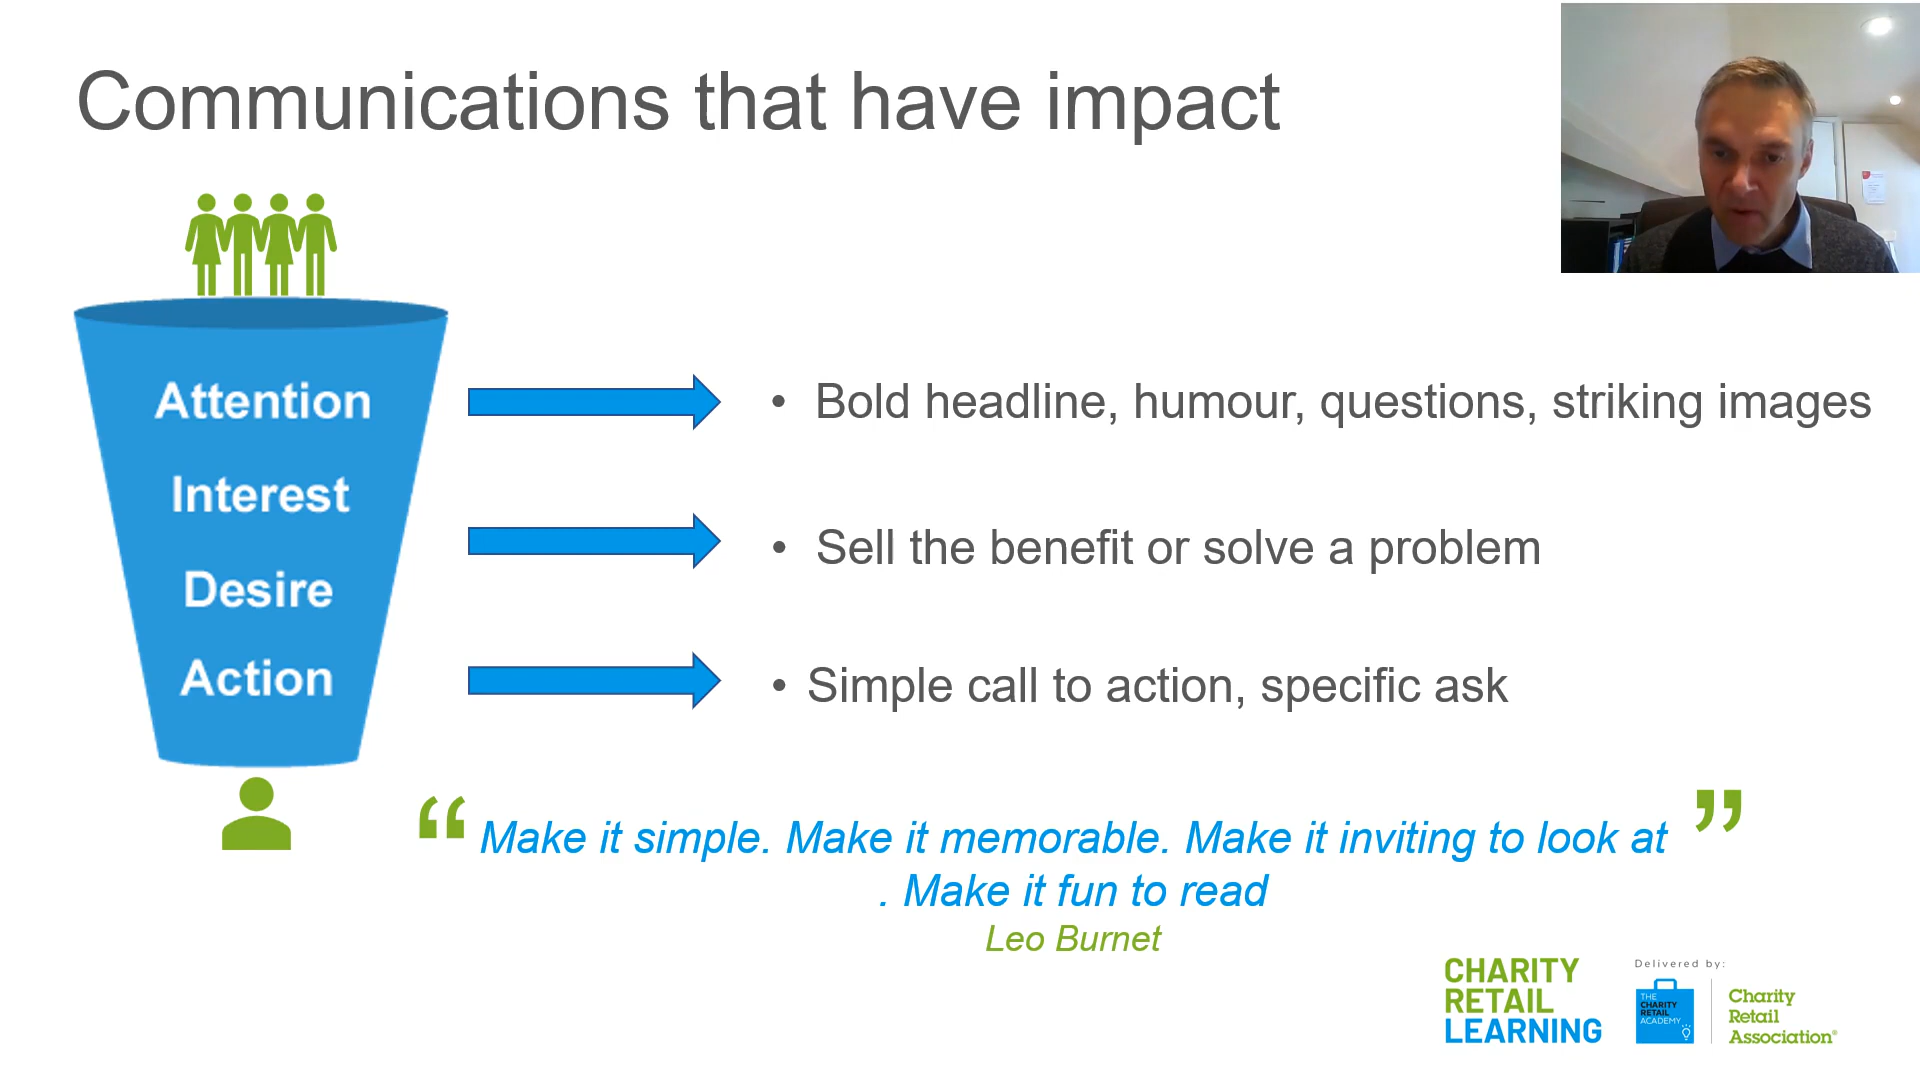 Communications that have impact
Attention
Interest
Desire
Action
• Bold headline, humour, questions, striking images
• Sell the benefit or solve a problem
• Simple call to action, specific ask
“ Make it simple. Make it memorable. Make it inviting to look at ”
. Make it fun to read
Leo Burnet
CHARITY
RETAIL
LEARNING
Delivered by:
THE
CHARITY
RETAIL
ACADEMY
Charity
Retail
Association®